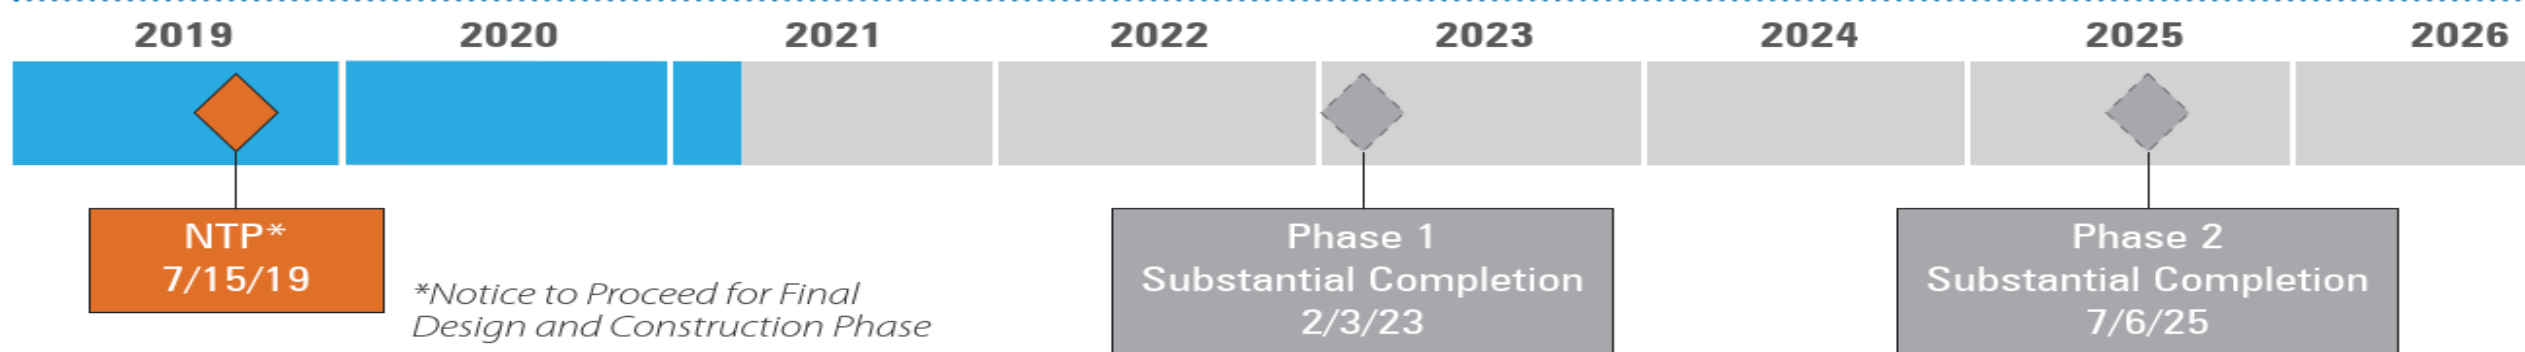 2019 2020 2021 2022 2023 2024 2025 2026
NTP*
7/15/19
*Notice to Proceed for Final
Design and Construction Phase
Phase 1
Substantial Completion
2/3/23
Phase 2
Substantial Completion
7/6/25